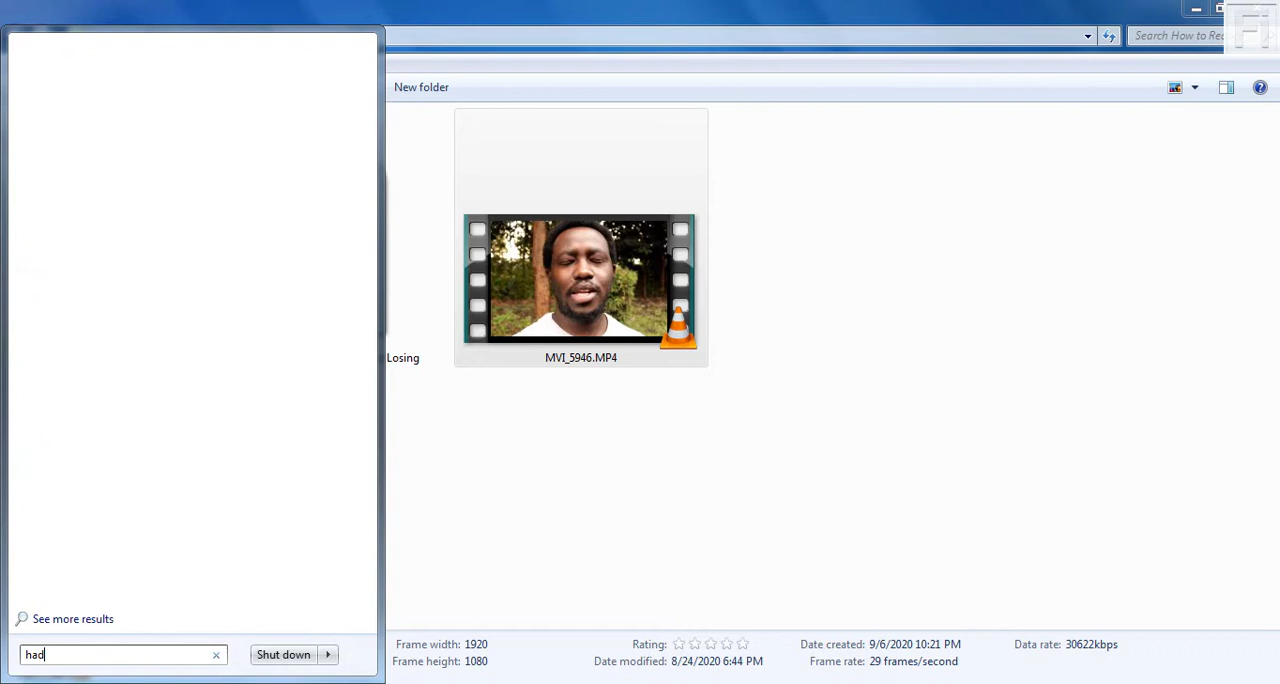 Search How to Re
New folder
Losing
MVI_5946.MP4
See more results
had
Shut down
Frame width: 1920
Rating:
Date created: 9/6/2020 10:21 PM
Data rate: 30622kbps
Frame height: 1080
Date modified: 8/24/2020 6:44 PM
Frame rate: 29 frames/second